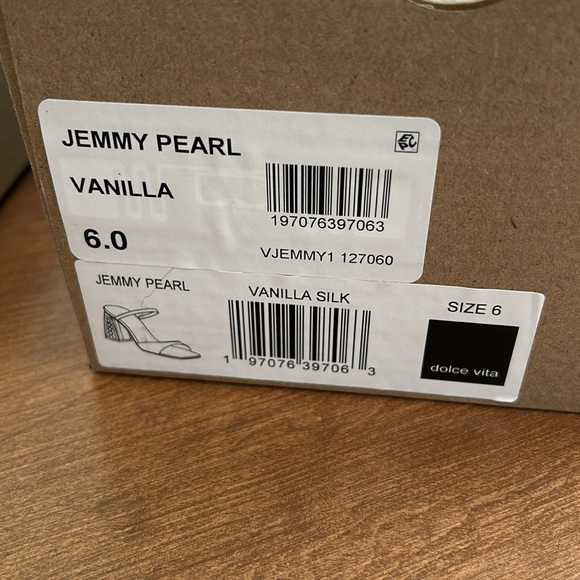 JEMMY PEARL
VANILLA
197076397063
6.0
VJEMMY1 127060
JEMMY PEARL
VANILLA SILK
SIZE 6
1 97076 39706 3
dolce vita